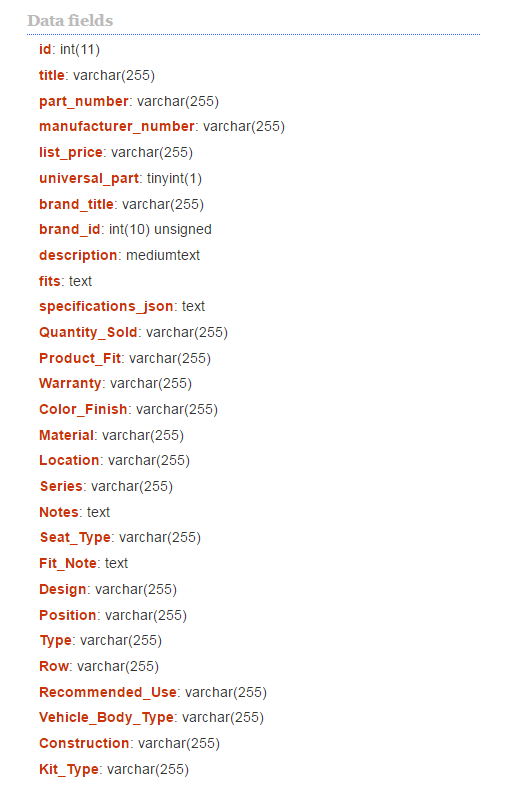 Data fields
id: int(11)
title: varchar(255)
part_number: varchar(255)
manufacturer_number: varchar(255)
list_price: varchar(255)
universal_part: tinyint(1)
brand_title: varchar(255)
brand_id: int(10) unsigned
description: mediumtext
fits: text
specifications_json: text
Quantity_Sold: varchar(255)
Product_Fit: varchar(255)
Warranty: varchar(255)
Color_Finish: varchar(255)
Material: varchar(255)
Location: varchar(255)
Series: varchar(255)
Notes: text
Seat_Type: varchar(255)
Fit_Note: text
Design: varchar(255)
Position: varchar(255)
Type: varchar(255)
Row: varchar(255)
Recommended_Use: varchar(255)
Vehicle_Body_Type: varchar(255)
Construction: varchar(255)
Kit_Type: varchar(255)